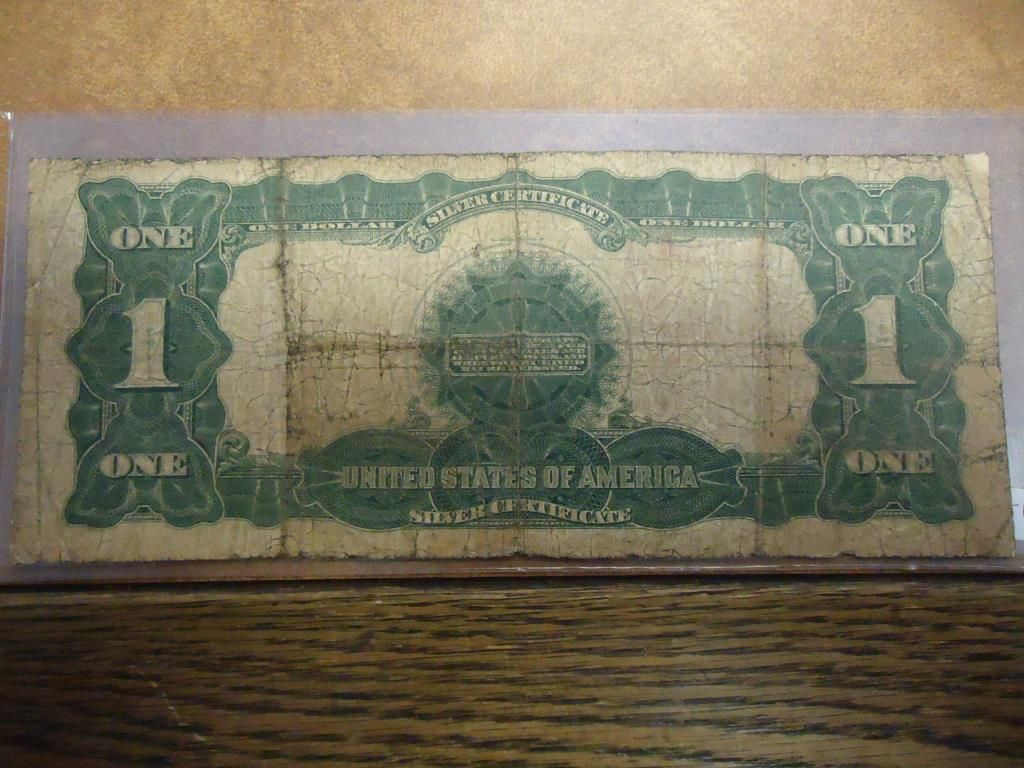 SILVER CERTIFICATE
ONE DOLLAR ONE DOLLAR
ONE ONE
1 1
ONE ONE
UNITED STATES OF AMERICA
SILVER CERTIFICATE